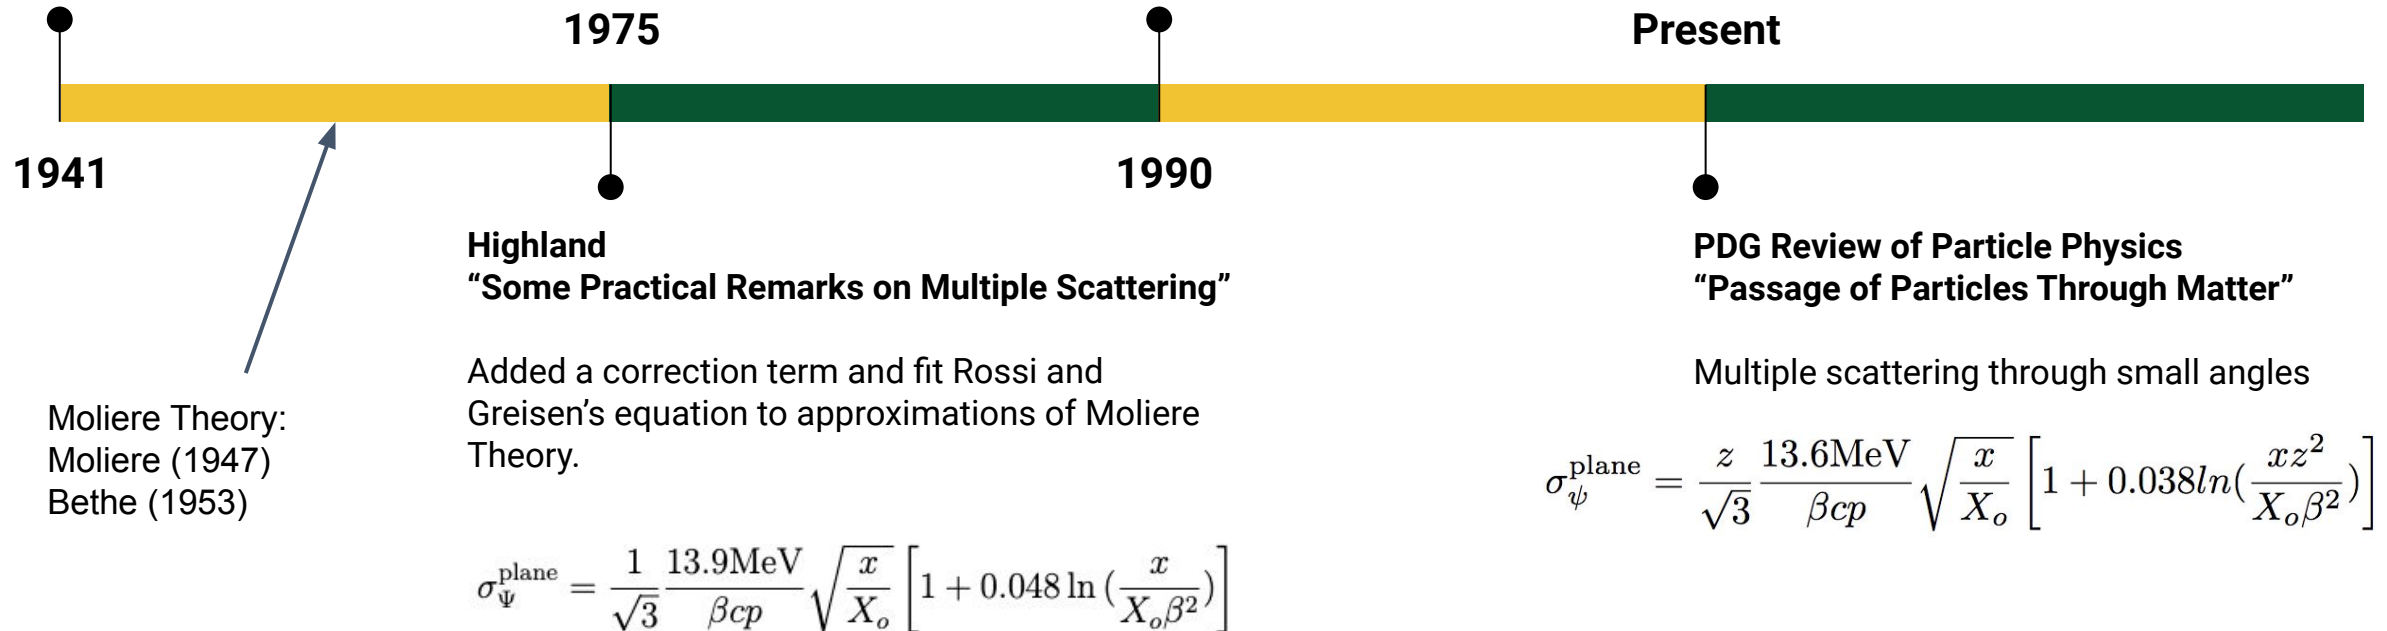 1975
Present
1941
1990
Highland
“Some Practical Remarks on Multiple Scattering”
Added a correction term and fit Rossi and
Greisen’s equation to approximations of Moliere
Theory.
σ_Ψ^plane = 1/√3 13.9MeV/βcp √(x/X_o) [1 + 0.048 ln (x/(X_oβ²))]
PDG Review of Particle Physics
“Passage of Particles Through Matter”
Multiple scattering through small angles
σ_ψ^plane = z/√3 13.6MeV/βcp √(x/X_o) [1 + 0.038ln(xz²/(X_oβ²))]
Moliere Theory:
Moliere (1947)
Bethe (1953)